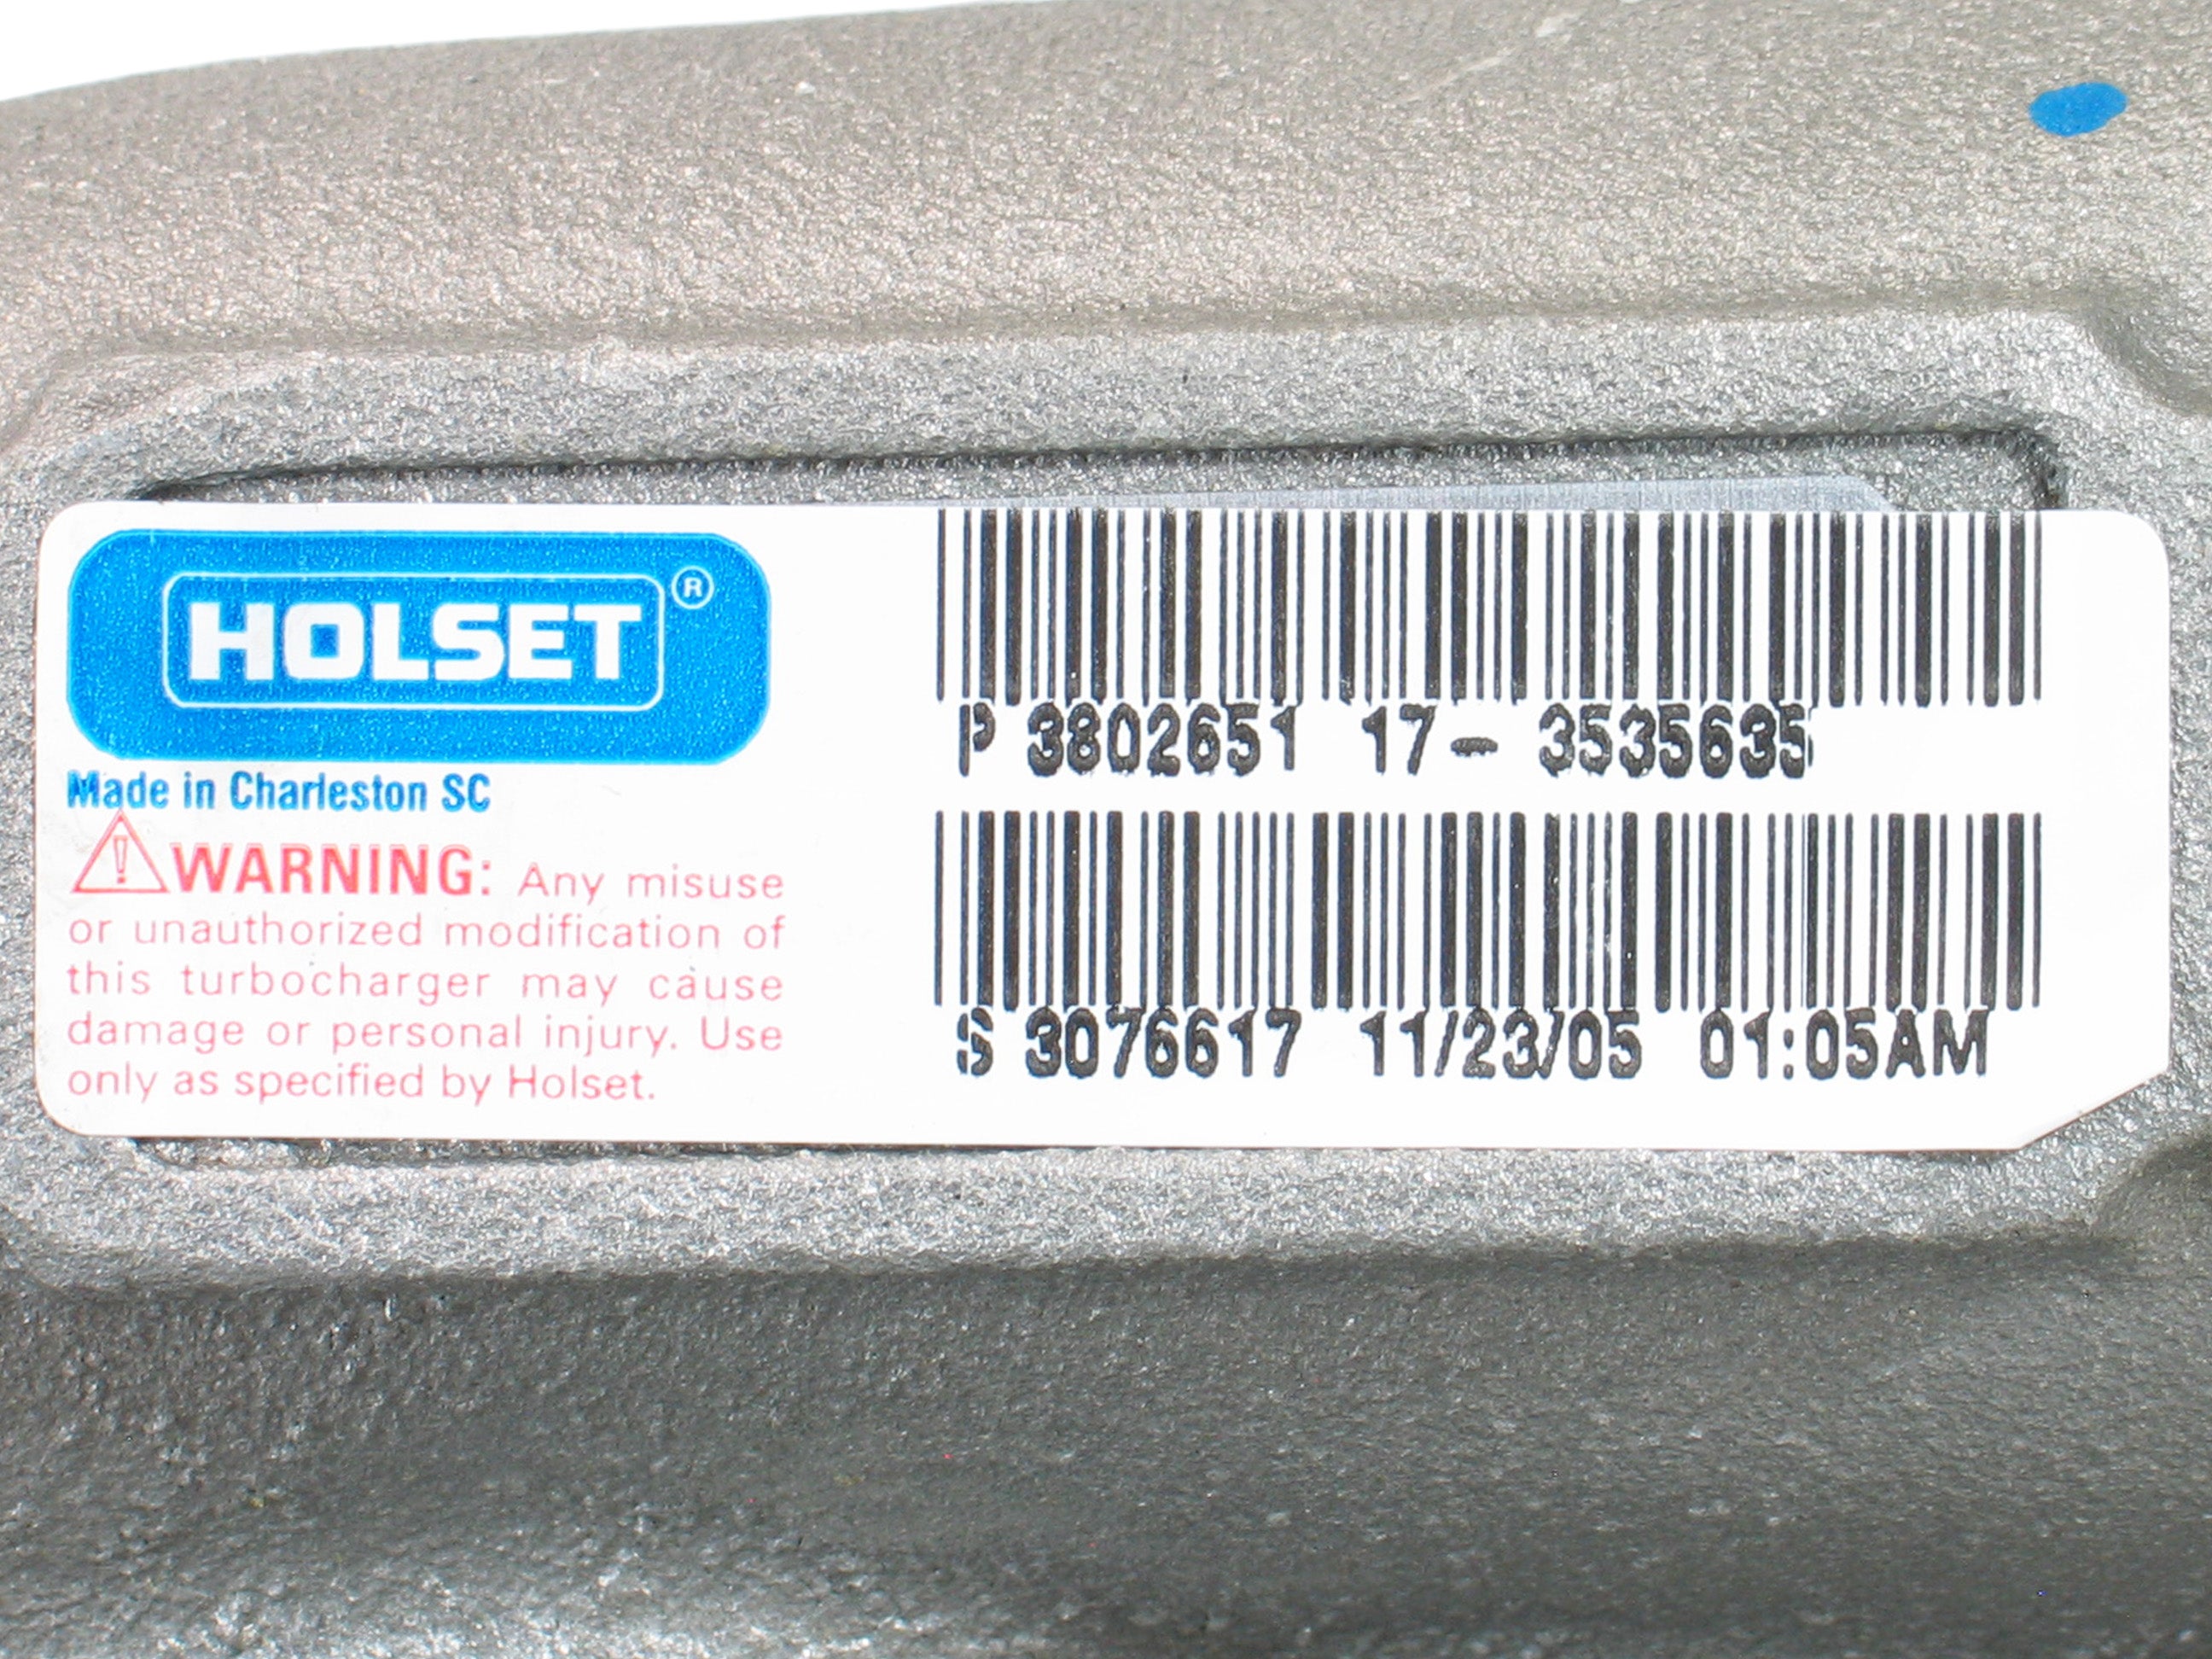 HOLSET ®
Made in Charleston SC
WARNING: Any misuse
or unauthorized modification of
this turbocharger may cause
damage or personal injury. Use
only as specified by Holset.
P 3802651 17- 3535635
S 3076617 11/23/05 01:05AM